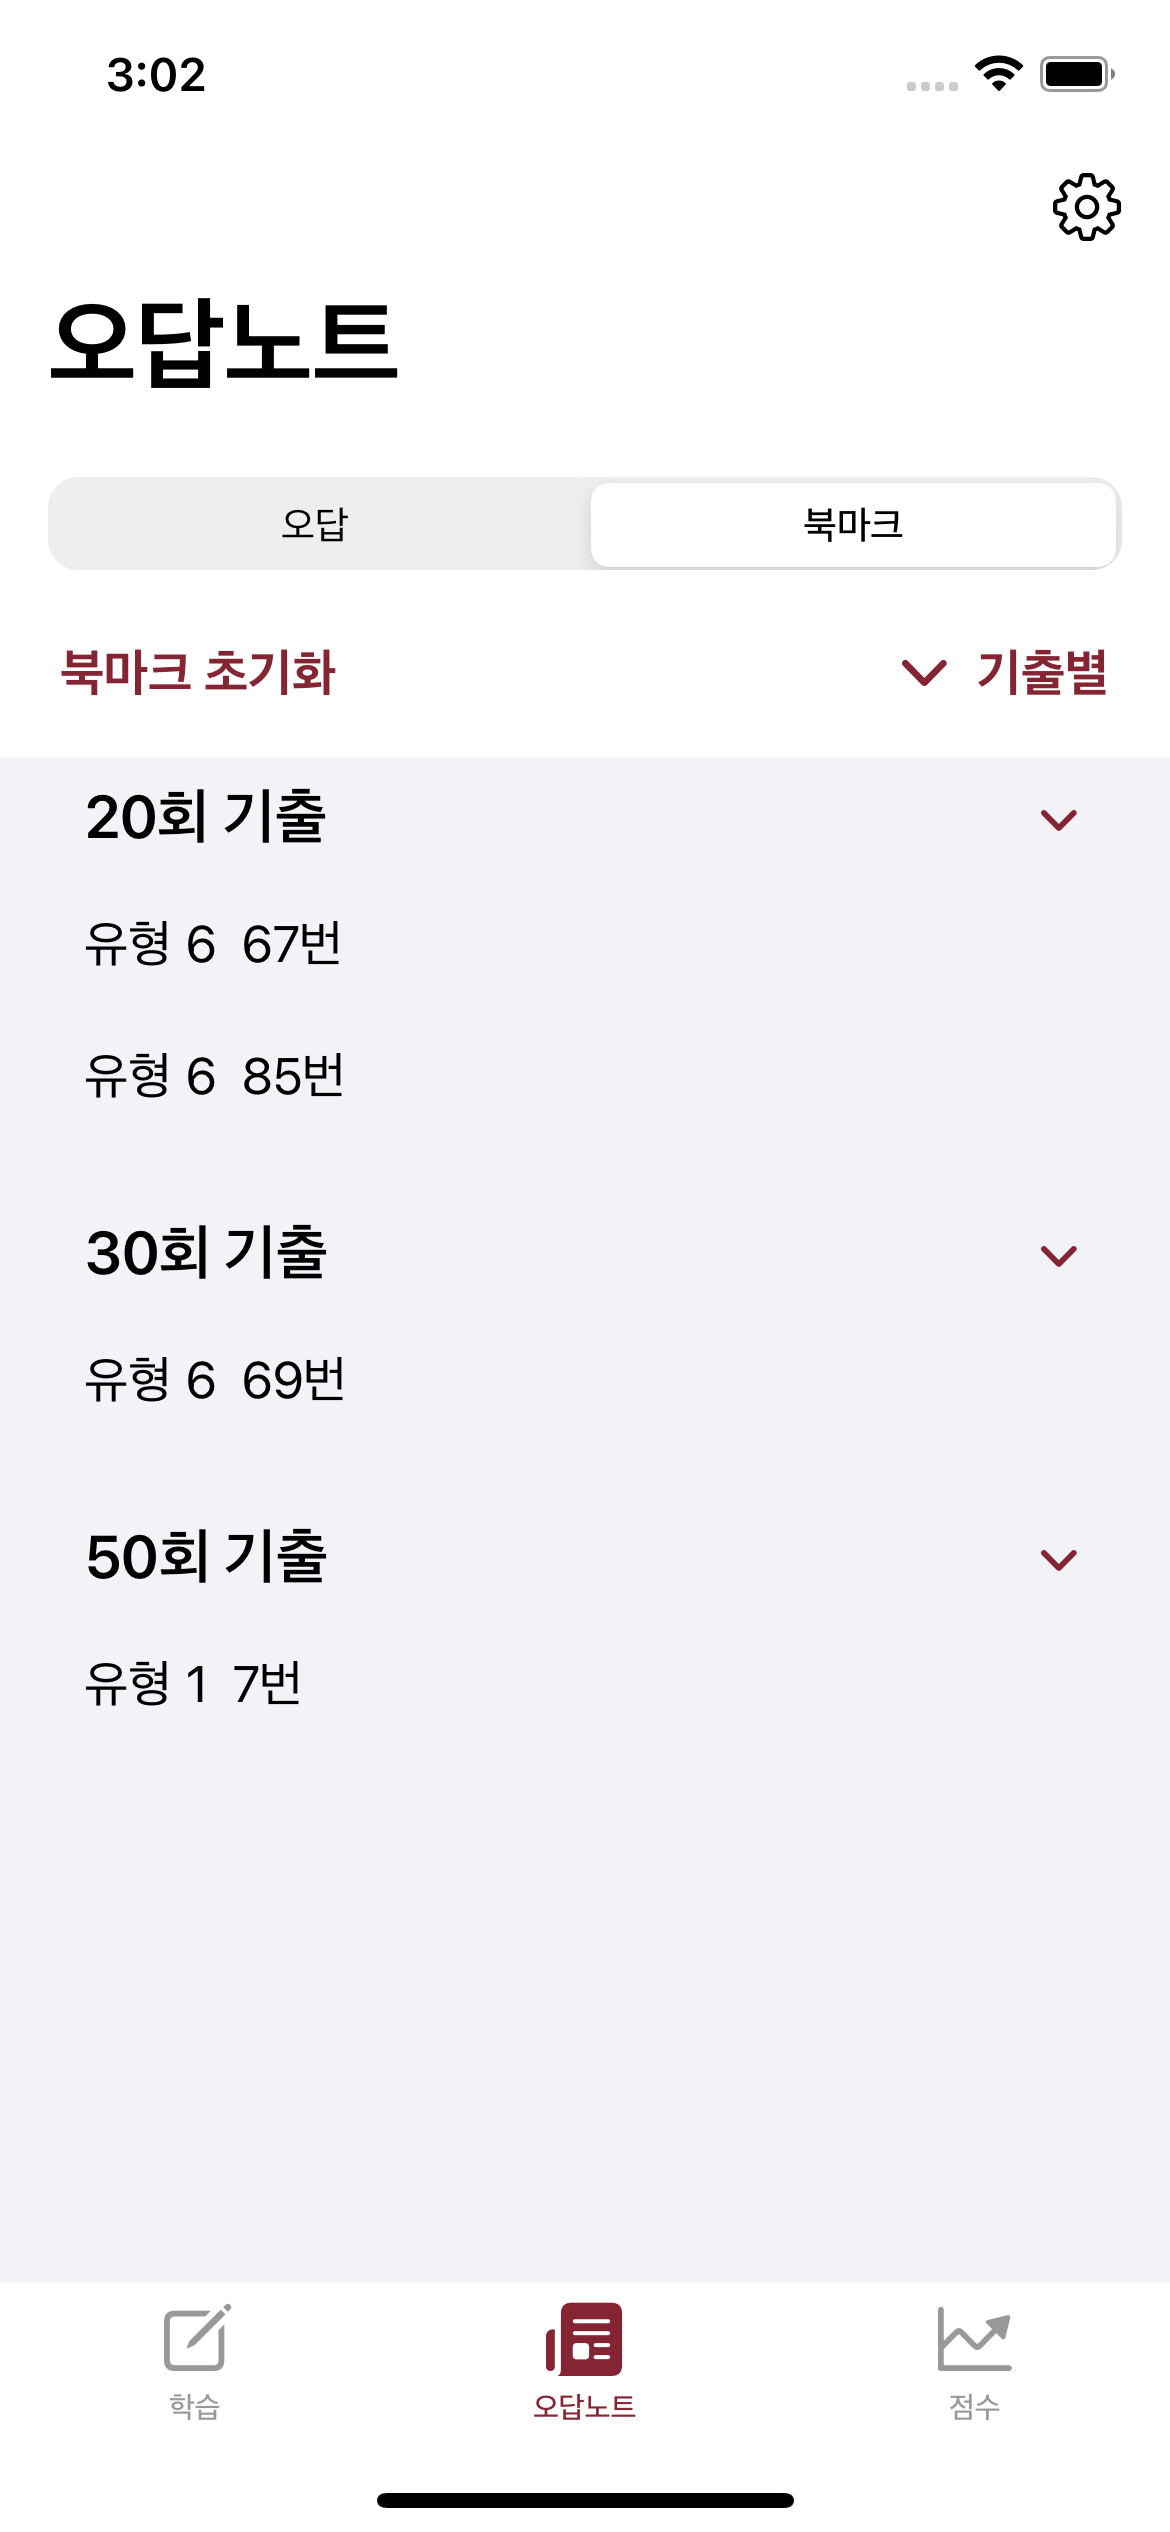 3:02
오답노트
오답 북마크
북마크 초기화 기출별
20회 기출
유형 6 67번
유형 6 85번
30회 기출
유형 6 69번
50회 기출
유형 1 7번
학습 오답노트 점수